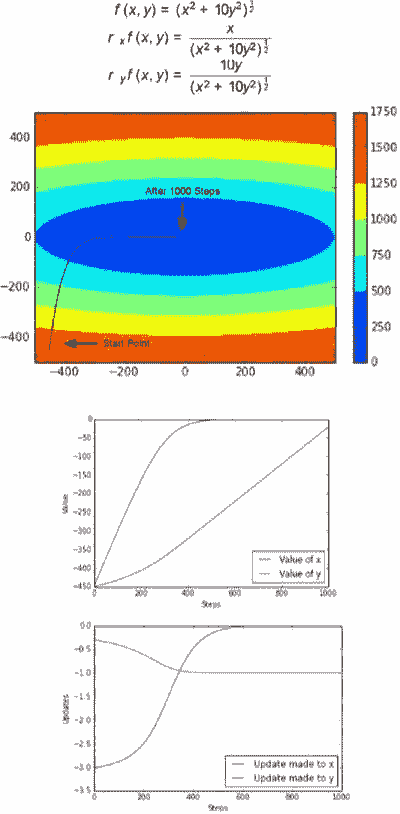 f (x, y) = (x² + 10y²)^½
r ₓf (x, y) = x / (x² + 10y²)^½
r ᵧf (x, y) = 10y / (x² + 10y²)^½
400
200
0
−200
−400
−400 −200 0 200 400
After 1000 Steps
Start Point
1750
1500
1250
1000
750
500
250
0
0
−50
−100
−150
−200
−250
−300
−350
−400
−450
0 200 400 600 800 1000
Value
Steps
Value of x
Value of y
0.0
−0.5
−1.0
−1.5
−2.0
−2.5
−3.0
−3.5
0 200 400 600 800 1000
Updates
Steps
Update made to x
Update made to y